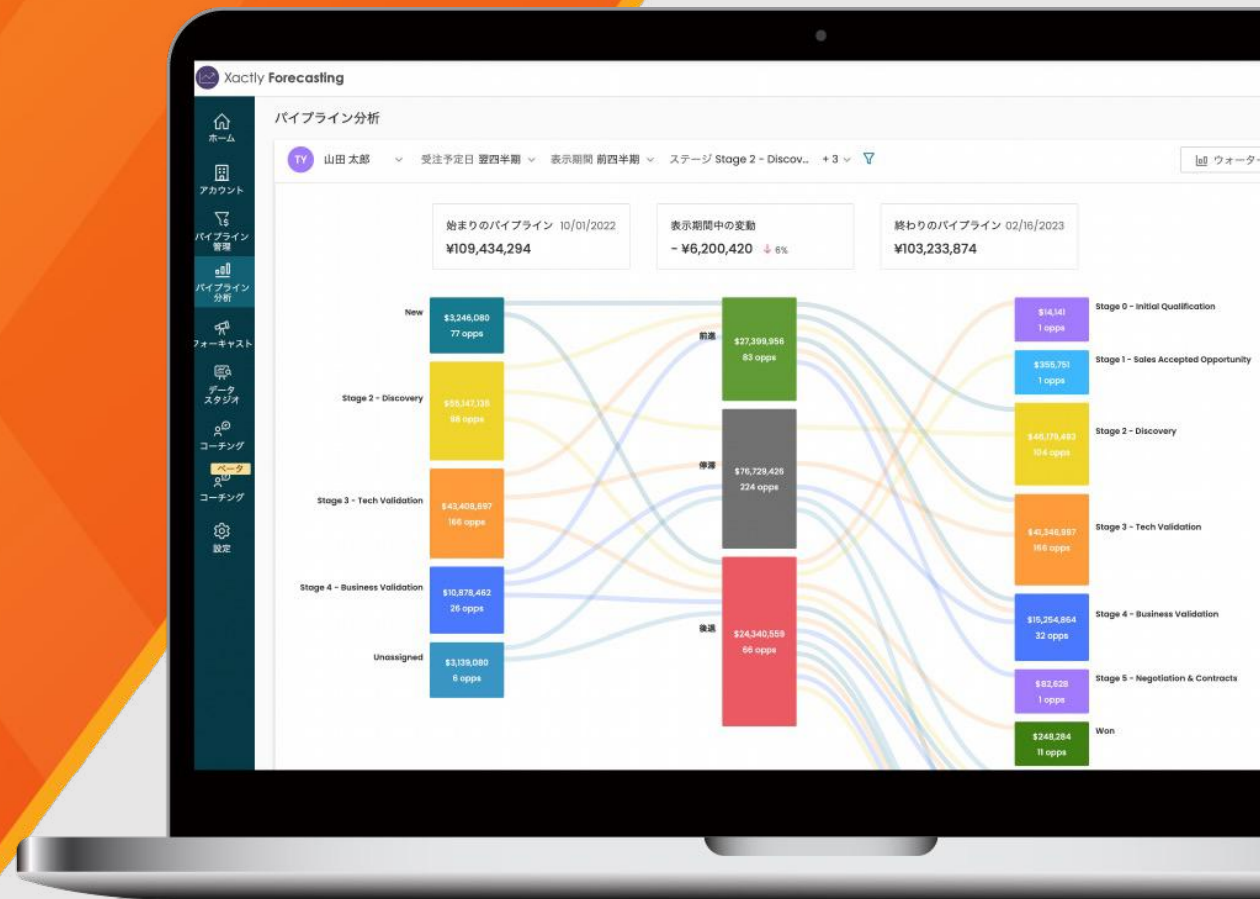 Xactly Forecasting
ホーム
アカウント
パイプライン
管理
パイプライン
分析
フォーキャスト
データ
スタジオ
コーチング
ベータ
コーチング
設定
パイプライン分析
TY 山田 太郎 受注予定日 翌四半期 表示期間 前四半期 ステージ Stage 2 - Discov... + 3
ウォーター
始まりのパイプライン 10/01/2022
¥109,434,294
表示期間中の変動
- ¥6,200,420 ↓ 6%
終わりのパイプライン 02/16/2023
¥103,233,874
New
$3,246,080
77 opps
Stage 2 - Discovery
$55,147,135
Stage 3 - Tech Validation
166 opps
Stage 4 - Business Validation
$10,878,462
26 opps
Unassigned
$3,139,080
6 opps
前進
$27,399,956
83 opps
停滞
$76,729,426
224 opps
後退
$24,340,559
66 opps
$14,141
1 opps
Stage 0 - Initial Qualification
$355,751
1 opps
Stage 1 - Sales Accepted Opportunity
104 opps
Stage 2 - Discovery
166 opps
Stage 3 - Tech Validation
$15,254,864
32 opps
Stage 4 - Business Validation
$82,628
1 opps
Stage 5 - Negotiation & Contracts
$248,284
11 opps
Won